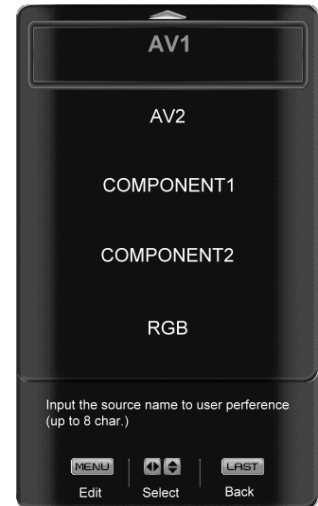 AV1
AV2
COMPONENT1
COMPONENT2
RGB
Input the source name to user perference
(up to 8 char.)
MENU LAST
Edit Select Back